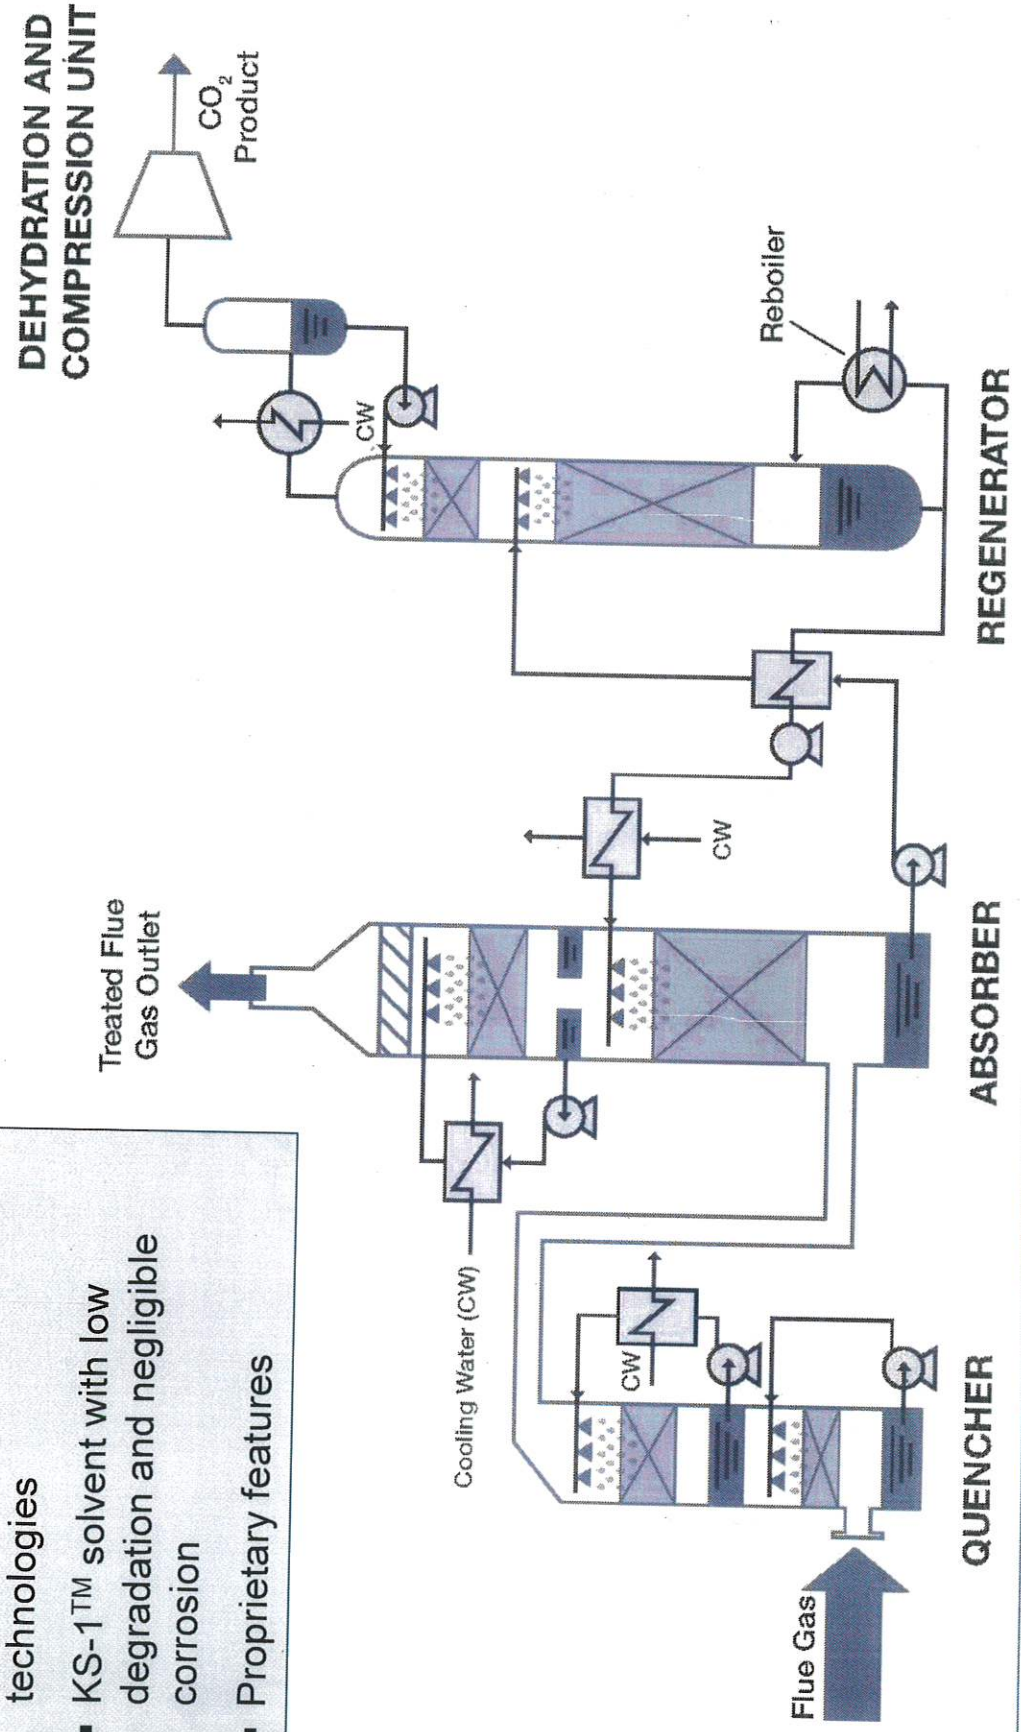 technologies
▪ KS-1™ solvent with low
degradation and negligible
corrosion
▪ Proprietary features
DEHYDRATION AND
COMPRESSION UNIT
CO2
Product
Treated Flue
Gas Outlet
CW
Reboiler
Cooling Water (CW)
CW
CW
Flue Gas
QUENCHER
ABSORBER
REGENERATOR